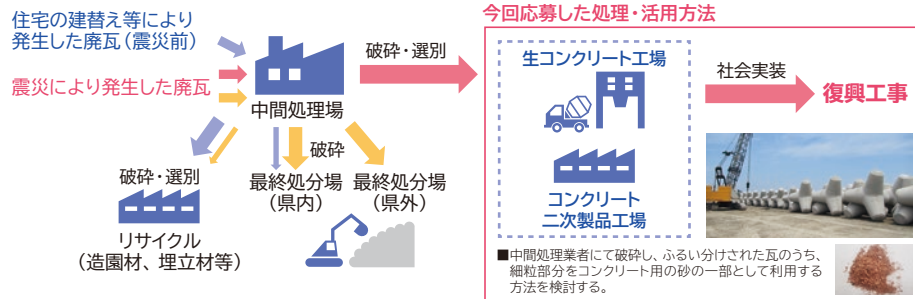 住宅の建替え等により
発生した廃瓦（震災前）
震災により発生した廃瓦
中間処理場
破砕・選別
破砕
破砕・選別
リサイクル
（造園材、埋立材等）
最終処分場
（県内）
最終処分場
（県外）
今回応募した処理・活用方法
生コンクリート工場
コンクリート
二次製品工場
社会実装
復興工事
■中間処理業者にて破砕し、ふるい分けされた瓦のうち、
細粒部分をコンクリート用の砂の一部として利用する
方法を検討する。